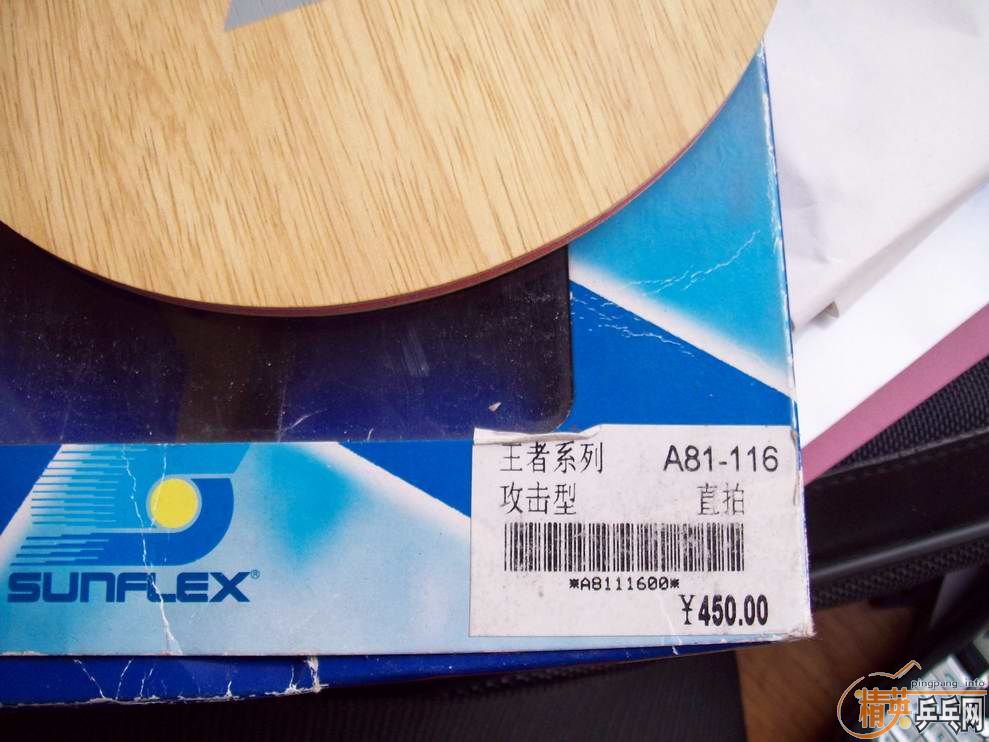 王者系列 A81-116
攻击型 直拍
*A8111600*
¥450.00
SUNFLEX®
pingpang.info
精英乒乓网